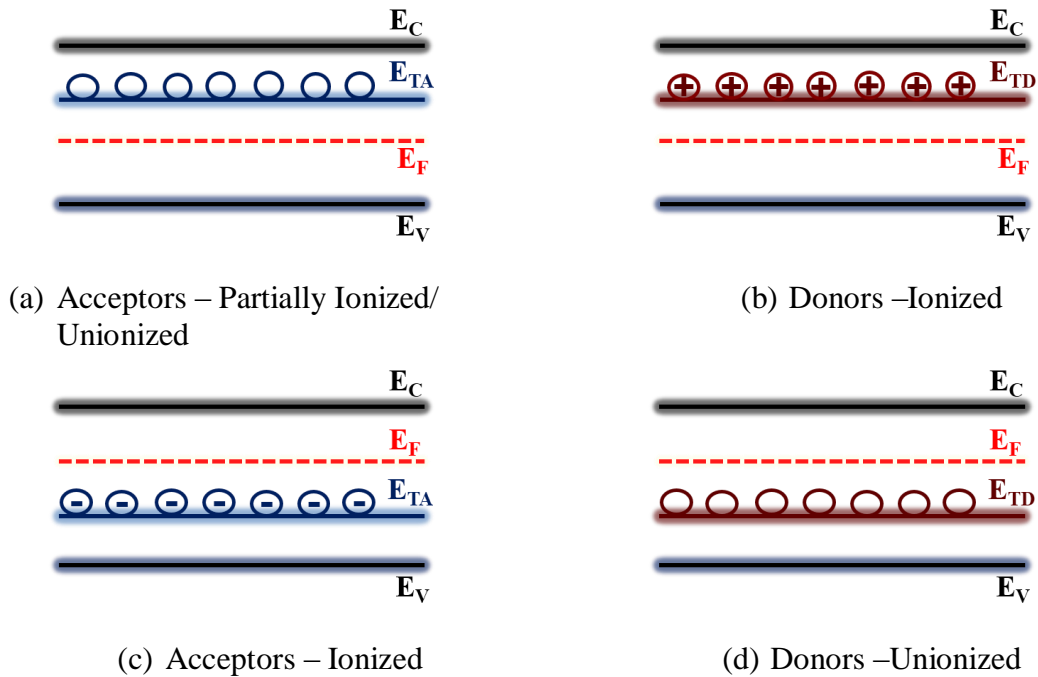 E_C
E_TA
E_F
E_V
(a) Acceptors – Partially Ionized/
Unionized
E_C
E_TD
E_F
E_V
(b) Donors –Ionized
E_C
E_F
E_TA
E_V
(c) Acceptors – Ionized
E_C
E_F
E_TD
E_V
(d) Donors –Unionized